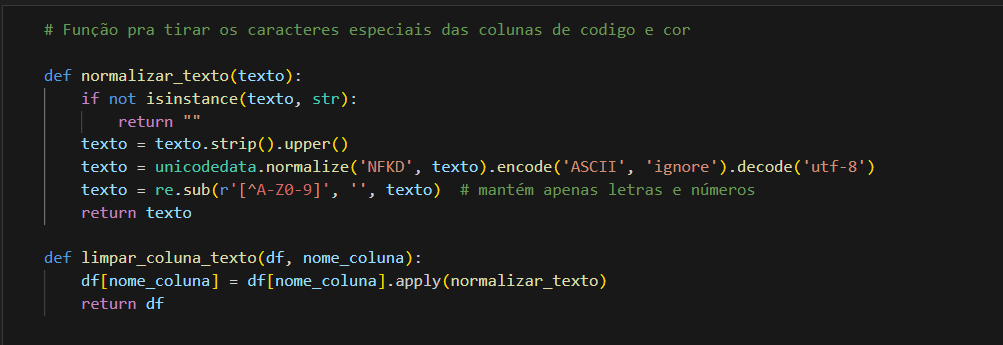 # Função pra tirar os caracteres especiais das colunas de codigo e cor
def normalizar_texto(texto):
    if not isinstance(texto, str):
        return ""
    texto = texto.strip().upper()
    texto = unicodedata.normalize('NFKD', texto).encode('ASCII', 'ignore').decode('utf-8')
    texto = re.sub(r'[^A-Z0-9]', '', texto)  # mantém apenas letras e números
    return texto
def limpar_coluna_texto(df, nome_coluna):
    df[nome_coluna] = df[nome_coluna].apply(normalizar_texto)
    return df